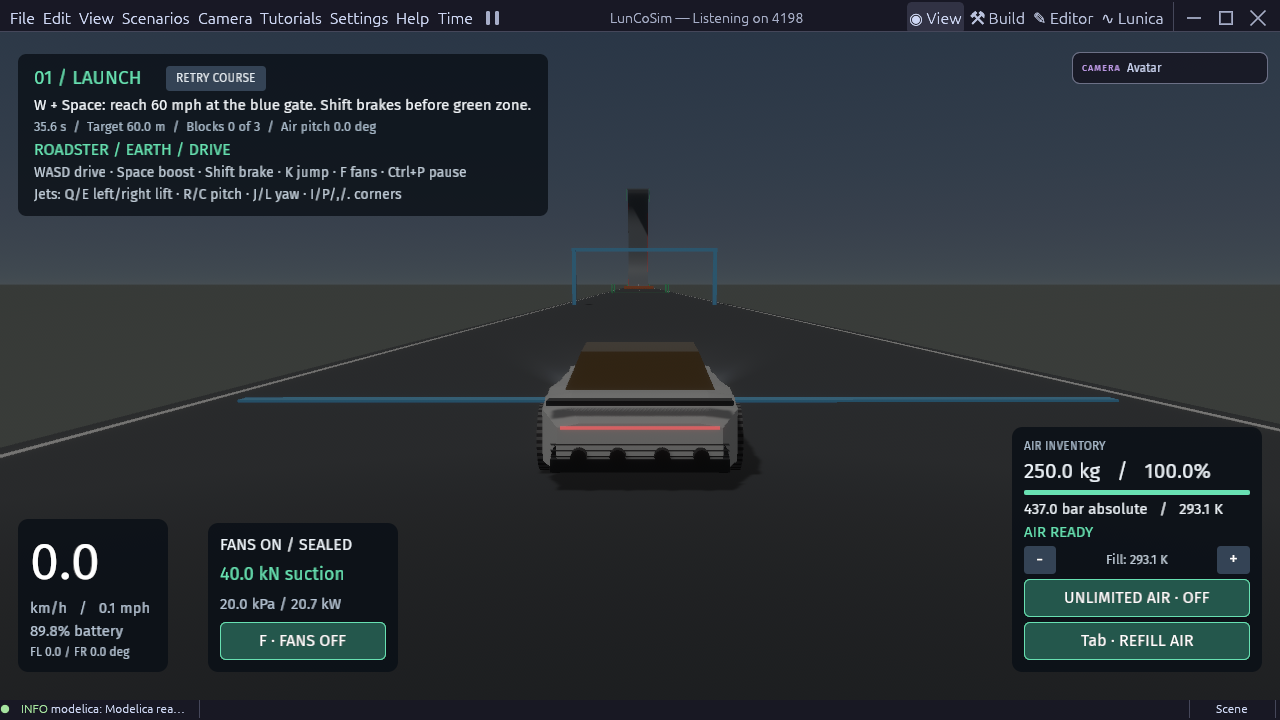 File Edit View Scenarios Camera Tutorials Settings Help Time
LunCoSim — Listening on 4198
View Build Editor Lunica
01 / LAUNCH
RETRY COURSE
W + Space: reach 60 mph at the blue gate. Shift brakes before green zone.
35.6 s / Target 60.0 m / Blocks 0 of 3 / Air pitch 0.0 deg
ROADSTER / EARTH / DRIVE
WASD drive · Space boost · Shift brake · K jump · F fans · Ctrl+P pause
Jets: Q/E left/right lift · R/C pitch · J/L yaw · I/P/,/. corners
CAMERA Avatar
0.0
km/h / 0.1 mph
89.8% battery
FL 0.0 / FR 0.0 deg
FANS ON / SEALED
40.0 kN suction
20.0 kPa / 20.7 kW
F · FANS OFF
AIR INVENTORY
250.0 kg / 100.0%
437.0 bar absolute / 293.1 K
AIR READY
- Fill: 293.1 K +
UNLIMITED AIR · OFF
Tab · REFILL AIR
INFO modelica: Modelica rea...
Scene